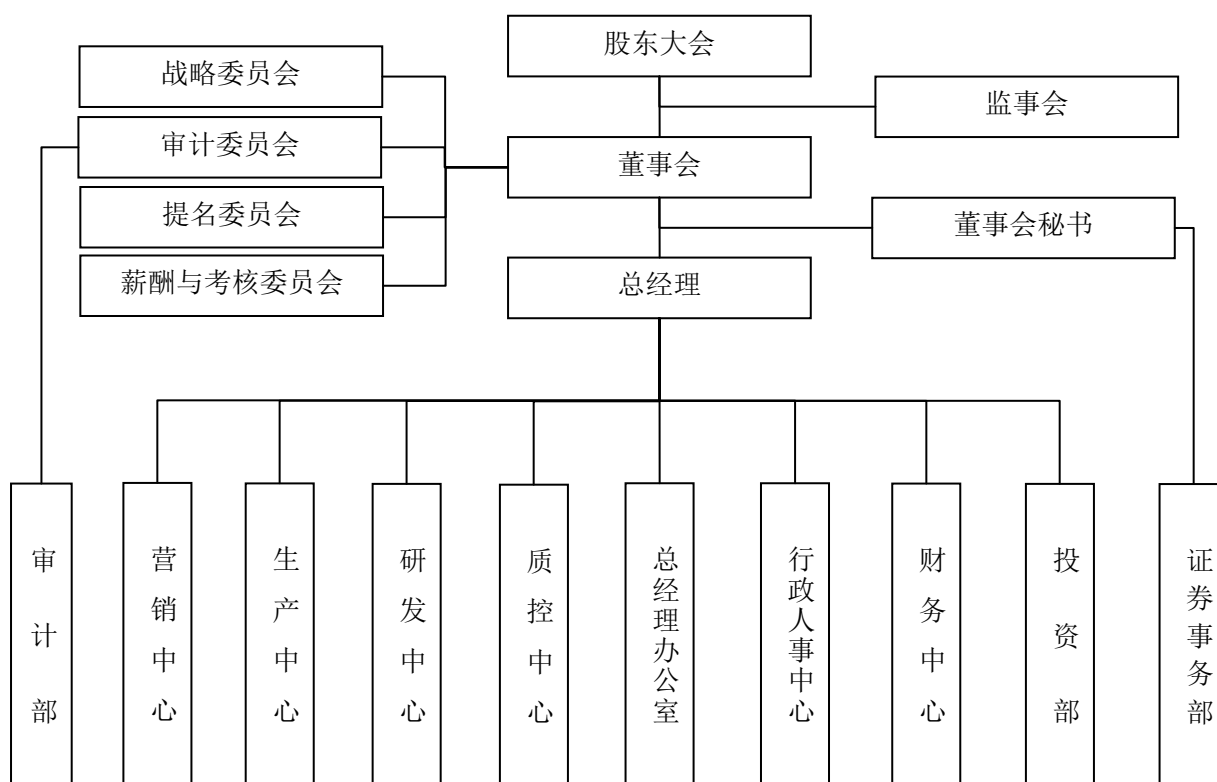 股东大会
战略委员会
监事会
审计委员会
董事会
提名委员会
董事会秘书
薪酬与考核委员会
总经理
审计部
营销中心
生产中心
研发中心
质控中心
总经理办公室
行政人事中心
财务中心
投资部
证券事务部